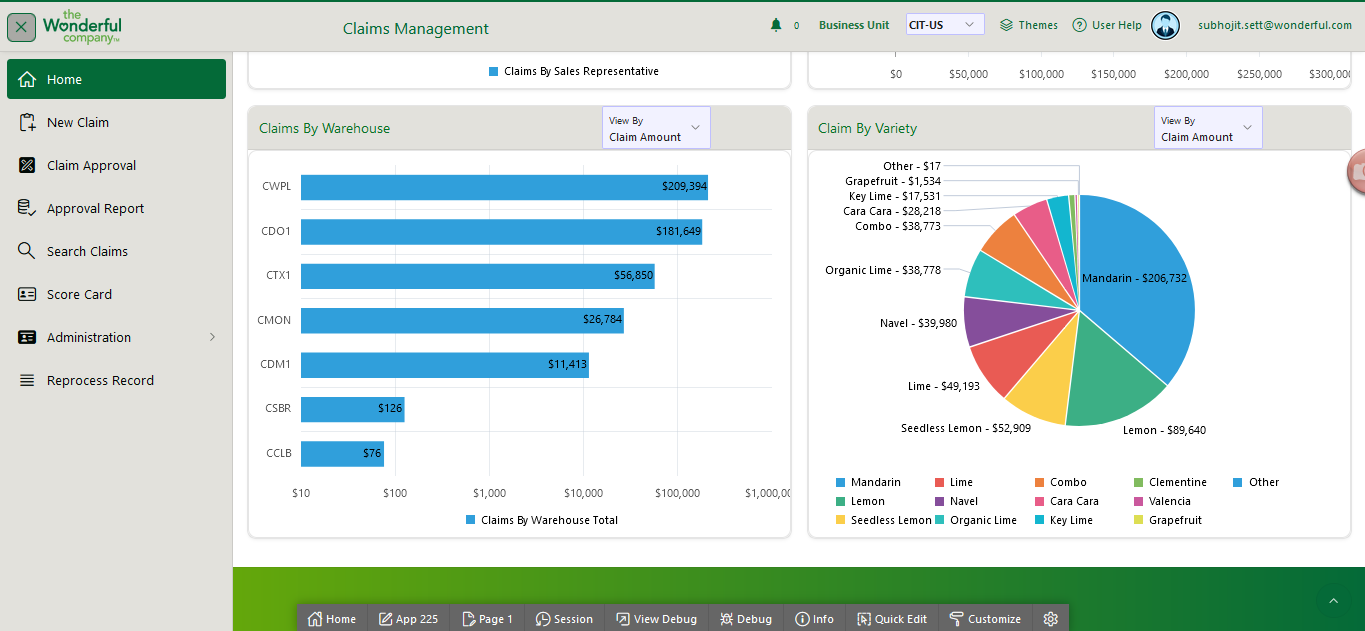 the
Wonderful
company™
Claims Management
0
Business Unit
CIT-US
Themes
User Help
subhojit.sett@wonderful.com
Home
New Claim
Claim Approval
Approval Report
Search Claims
Score Card
Administration
Reprocess Record
Claims By Sales Representative
$0 $50,000 $100,000 $150,000 $200,000 $250,000 $300,00
Claims By Warehouse
View By
Claim Amount
CWPL $209,394
CDO1 $181,649
CTX1 $56,850
CMON $26,784
CDM1 $11,413
CSBR $126
CCLB $76
$10 $100 $1,000 $10,000 $100,000 $1,000,0
Claims By Warehouse Total
Claim By Variety
View By
Claim Amount
Other - $17
Grapefruit - $1,534
Key Lime - $17,531
Cara Cara - $28,218
Combo - $38,773
Organic Lime - $38,778
Mandarin - $206,732
Navel - $39,980
Lime - $49,193
Seedless Lemon - $52,909
Lemon - $89,640
Mandarin Lime Combo Clementine Other
Lemon Navel Cara Cara Valencia
Seedless Lemon Organic Lime Key Lime Grapefruit
Home App 225 Page 1 Session View Debug Debug Info Quick Edit Customize